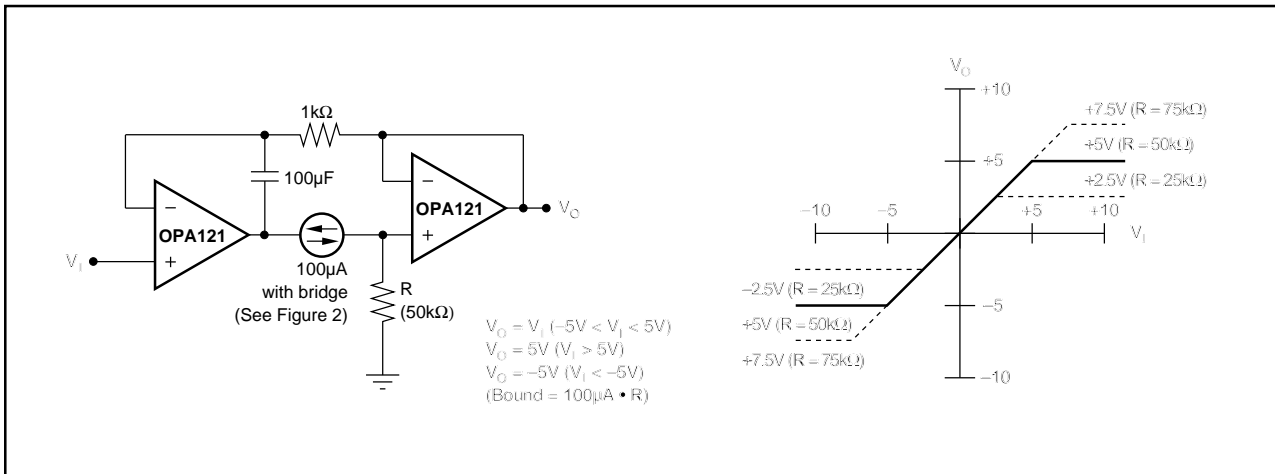 1kΩ
100µF
–
OPA121
+
V_I
100µA
with bridge
(See Figure 2)
–
OPA121
+
V_O
R
(50kΩ)
V_O = V_I (–5V < V_I < 5V)
V_O = 5V (V_I > 5V)
V_O = –5V (V_I < –5V)
(Bound = 100µA • R)
V_O
+10
+7.5V (R = 75kΩ)
+5V (R = 50kΩ)
+5
+2.5V (R = 25kΩ)
–10
–5
+5
+10
V_I
–2.5V (R = 25kΩ)
+5V (R = 50kΩ)
–5
+7.5V (R = 75kΩ)
–10